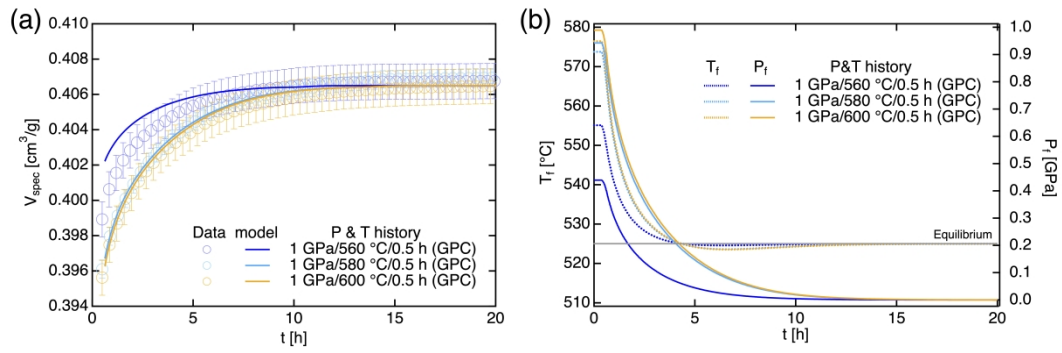 (a)
0.410
0.408
0.406
0.404
0.402
0.400
0.398
0.396
0.394
V_spec [cm³/g]
0
5
10
15
20
t [h]
Data model P & T history
1 GPa/560 °C/0.5 h (GPC)
1 GPa/580 °C/0.5 h (GPC)
1 GPa/600 °C/0.5 h (GPC)
(b)
580
570
560
550
540
530
520
510
T_f [°C]
1.0
0.9
0.8
0.7
0.6
0.5
0.4
0.3
0.2
0.1
0.0
P_f [GPa]
0
5
10
15
20
t [h]
T_f P_f P&T history
1 GPa/560 °C/0.5 h (GPC)
1 GPa/580 °C/0.5 h (GPC)
1 GPa/600 °C/0.5 h (GPC)
Equilibrium